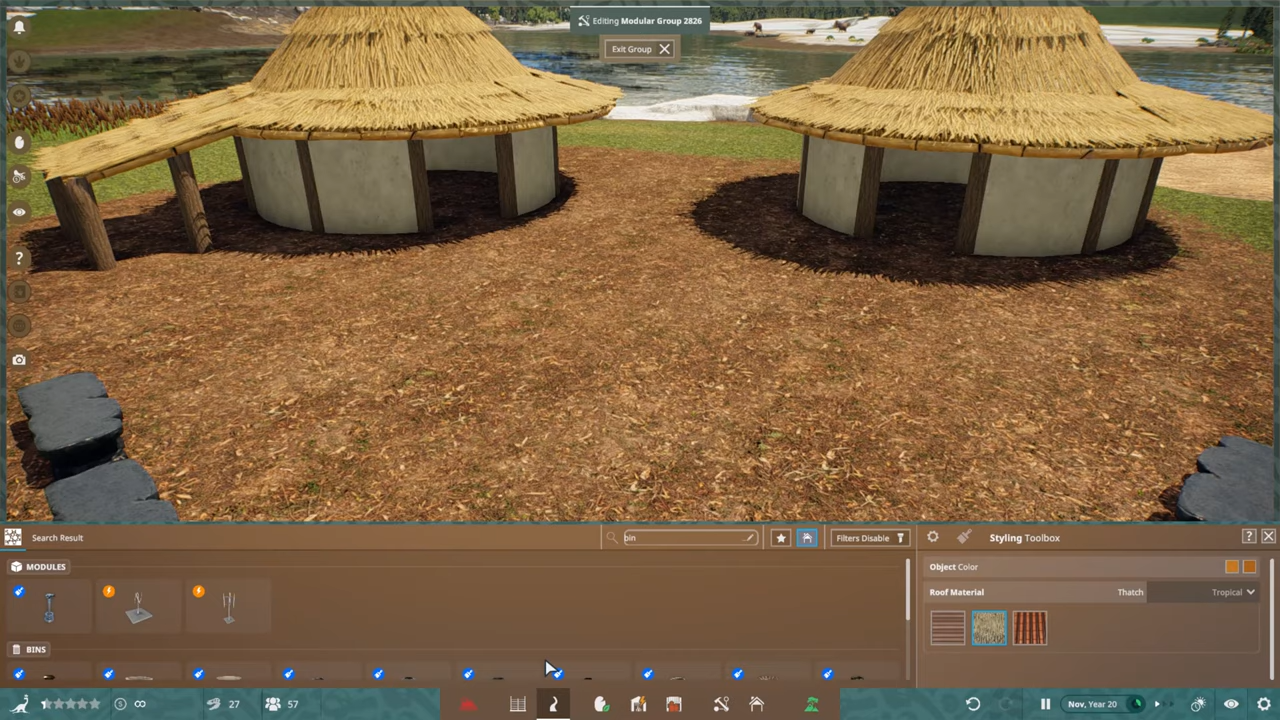 Editing Modular Group 2826
Exit Group
?
Search Result
bin
Filters Disable
Styling Toolbox
?
MODULES
Object Color
Roof Material
Thatch
Tropical
BINS
27
57
Nov, Year 20